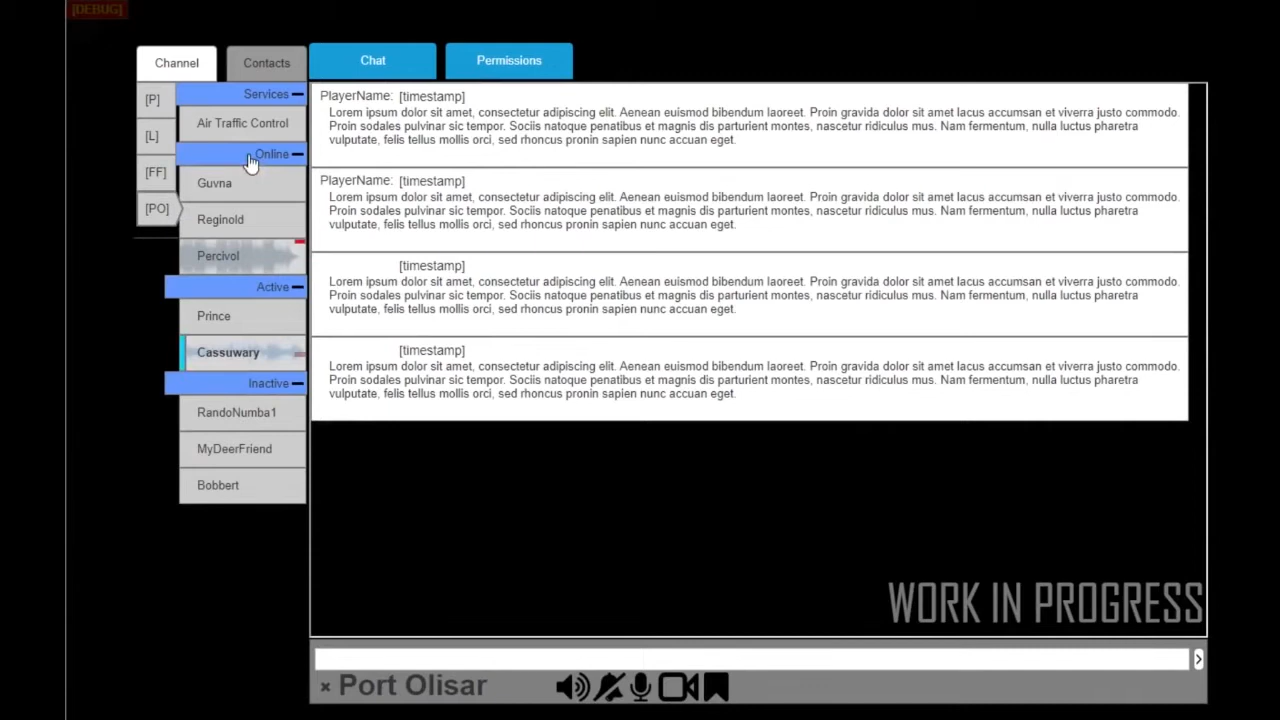 [DEBUG]
Channel
Contacts
Chat
Permissions
[P]
[L]
[FF]
[PO]
Services
Air Traffic Control
Online
Guvna
Reginold
Percivol
Active
Prince
Cassuwary
Inactive
RandoNumba1
MyDeerFriend
Bobbert
PlayerName: [timestamp]
Lorem ipsum dolor sit amet, consectetur adipiscing elit. Aenean euismod bibendum laoreet. Proin gravida dolor sit amet lacus accumsan et viverra justo commodo.
Proin sodales pulvinar sic tempor. Sociis natoque penatibus et magnis dis parturient montes, nascetur ridiculus mus. Nam fermentum, nulla luctus pharetra
vulputate, felis tellus mollis orci, sed rhoncus pronin sapien nunc accuan eget.
PlayerName: [timestamp]
Lorem ipsum dolor sit amet, consectetur adipiscing elit. Aenean euismod bibendum laoreet. Proin gravida dolor sit amet lacus accumsan et viverra justo commodo.
Proin sodales pulvinar sic tempor. Sociis natoque penatibus et magnis dis parturient montes, nascetur ridiculus mus. Nam fermentum, nulla luctus pharetra
vulputate, felis tellus mollis orci, sed rhoncus pronin sapien nunc accuan eget.
[timestamp]
Lorem ipsum dolor sit amet, consectetur adipiscing elit. Aenean euismod bibendum laoreet. Proin gravida dolor sit amet lacus accumsan et viverra justo commodo.
Proin sodales pulvinar sic tempor. Sociis natoque penatibus et magnis dis parturient montes, nascetur ridiculus mus. Nam fermentum, nulla luctus pharetra
vulputate, felis tellus mollis orci, sed rhoncus pronin sapien nunc accuan eget.
[timestamp]
Lorem ipsum dolor sit amet, consectetur adipiscing elit. Aenean euismod bibendum laoreet. Proin gravida dolor sit amet lacus accumsan et viverra justo commodo.
Proin sodales pulvinar sic tempor. Sociis natoque penatibus et magnis dis parturient montes, nascetur ridiculus mus. Nam fermentum, nulla luctus pharetra
vulputate, felis tellus mollis orci, sed rhoncus pronin sapien nunc accuan eget.
WORK IN PROGRESS
Port Olisar